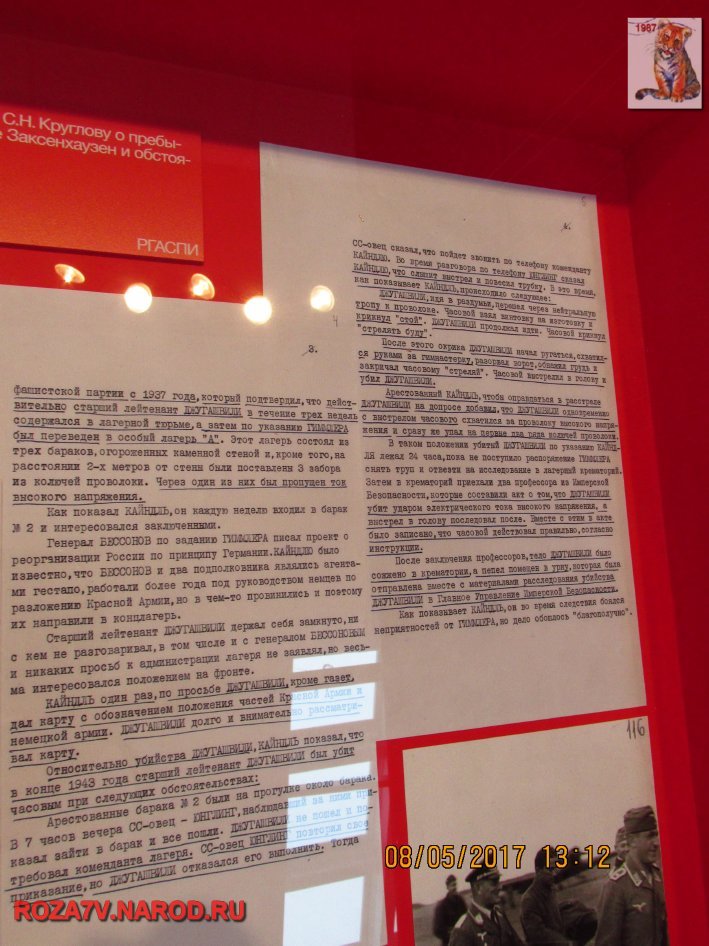 1987
С.Н. Круглову о пребы-
Заксенхаузен и обстоя-
РГАСПИ
4
3.
фашистской партии с 1937 года, который подтвердил, что дейст-
вительно старший лейтенант ДЖУГАШВИЛИ в течение трех недель
содержался в лагерной тюрьме, а затем по указанию ГИММЛЕРА
был переведен в особый лагерь "А". Этот лагерь состоял из
трех бараков, огороженных каменной стеной и, кроме того, на
расстоянии 2-х метров от стены были поставлены 3 забора
из колючей проволоки. Через один из них был пропущен ток
высокого напряжения.
Как показал КАЙНДЛЬ, он каждую неделю входил в барак
№ 2 и интересовался заключенными.
Генерал БЕССОНОВ по заданию ГИММЛЕРА писал проект о
реорганизации России по принципу Германии. КАЙНДЛЮ было
известно, что БЕССОНОВ и два подполковника являлись агента-
ми гестапо, работали более года под руководством немцев по
разложению Красной Армии, но в чем-то провинились и поэтому
их направили в концлагерь.
Старший лейтенант ДЖУГАШВИЛИ держал себя замкнуто, ни
с кем не разговаривал, в том числе и с генералом БЕССОНОВЫМ
и никаких просьб к администрации лагеря не заявлял, но весь-
ма интересовался положением на фронте.
КАЙНДЛЬ один раз, по просьбе ДЖУГАШВИЛИ, кроме газет,
дал карту с обозначением положения частей Красной Армии и
немецкой армии. ДЖУГАШВИЛИ долго и внимательно рассматри-
вал карту.
Относительно убийства ДЖУГАШВИЛИ, КАЙНДЛЬ показал, что
в конце 1943 года старший лейтенант ДЖУГАШВИЛИ был убит
часовым при следующих обстоятельствах:
Арестованные барака № 2 были на прогулке около барака.
В 7 часов вечера СС-овец - ЮНГЛИНГ, наблюдавший за ними при-
казал зайти в барак и все пошли. ДЖУГАШВИЛИ не пошел и по-
требовал коменданта лагеря. СС-овец ЮНГЛИНГ повторил свое
приказание, но ДЖУГАШВИЛИ отказался его выполнить. Тогда
4.
СС-овец сказал, что пойдет звонить по телефону коменданту
КАЙНДЛЮ. Во время разговора по телефону ЮНГЛИНГ сказал
КАЙНДЛЮ, что слышит выстрел и повесил трубку. В это время,
как показывает КАЙНДЛЬ, происходило следующее:
ДЖУГАШВИЛИ, идя в раздумьи, перешел через нейтральную
тропу к проволоке. Часовой взял винтовку на изготовку и
крикнул "стой". ДЖУГАШВИЛИ продолжал идти. Часовой крикнул
"стрелять буду".
После этого окрика ДЖУГАШВИЛИ начал ругаться, схватил-
ся руками за гимнастерку, разорвал ворот, обнажил грудь и
закричал часовому "стреляй". Часовой выстрелил в голову и
убил ДЖУГАШВИЛИ.
Арестованный КАЙНДЛЬ, чтобы оправдаться в расстреле
ДЖУГАШВИЛИ на допросе добавил, что ДЖУГАШВИЛИ одновременно
с выстрелом часового схватился за проволоку высокого напря-
жения и сразу же упал на первые два ряда колючей проволоки.
В таком положении убитый ДЖУГАШВИЛИ по указанию КАЙНД-
ЛЯ лежал 24 часа, пока не поступило распоряжение ГИММЛЕРА
снять труп и отвезти на исследование в лагерный крематорий.
Затем в крематорий приехали два профессора из Имперской
Безопасности, которые составили акт о том, что ДЖУГАШВИЛИ
убит ударом электрического тока высокого напряжения, а
выстрел в голову последовал после. Вместе с этим в акте
было записано, что часовой действовал правильно, согласно
инструкции.
После заключения профессоров, тело ДЖУГАШВИЛИ было
сожжено в крематории, а пепел помещен в урну, которая была
отправлена вместе с материалами расследования убийства
ДЖУГАШВИЛИ в Главное Управление Имперской Безопасности.
Как показывает КАЙНДЛЬ, он во время следствия боялся
неприятностей от ГИММЛЕРА, но дело обошлось "благополучно".
116
08/05/2017 13:12
ROZA7V.NAROD.RU